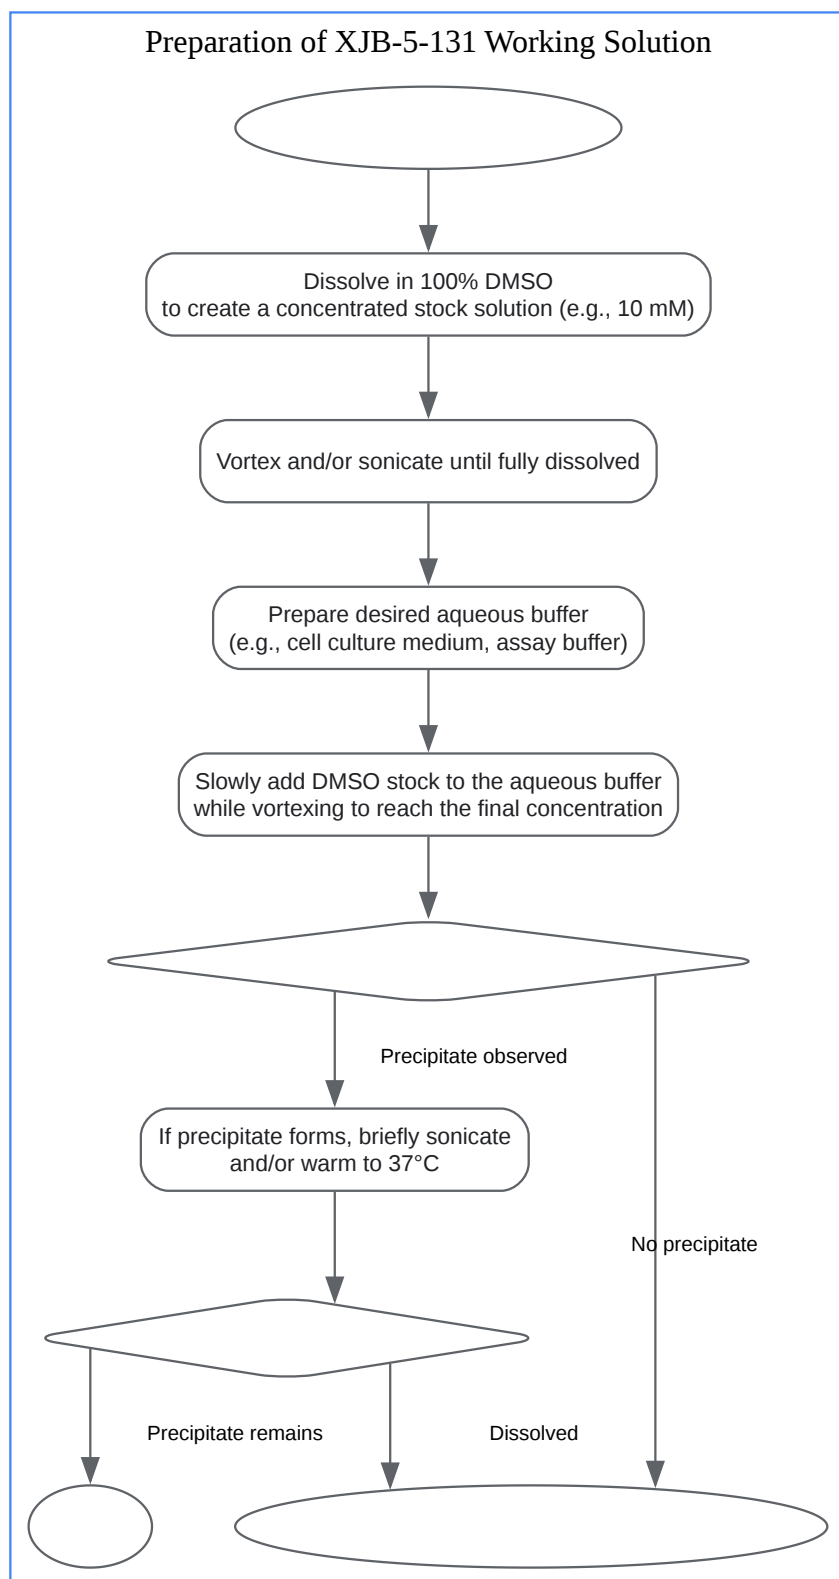 Preparation of XJB-5-131 Working Solution
Dissolve in 100% DMSO
to create a concentrated stock solution (e.g., 10 mM)
Vortex and/or sonicate until fully dissolved
Prepare desired aqueous buffer
(e.g., cell culture medium, assay buffer)
Slowly add DMSO stock to the aqueous buffer
while vortexing to reach the final concentration
Precipitate observed
If precipitate forms, briefly sonicate
and/or warm to 37°C
No precipitate
Precipitate remains
Dissolved